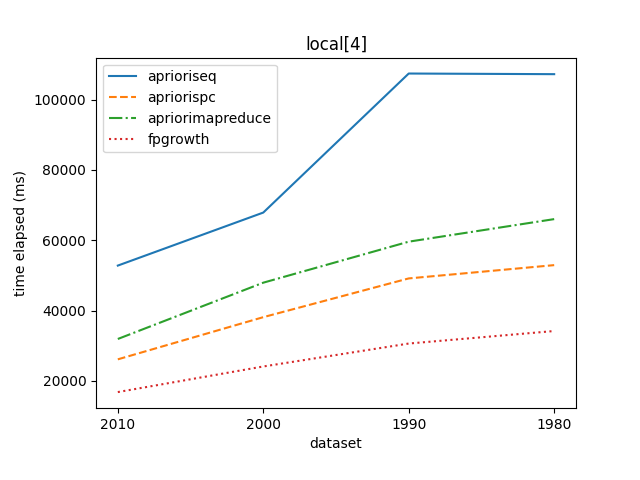 local[4]
aprioriseq
apriorispc
apriorimapreduce
fpgrowth
time elapsed (ms)
100000
80000
60000
40000
20000
2010 2000 1990 1980
dataset